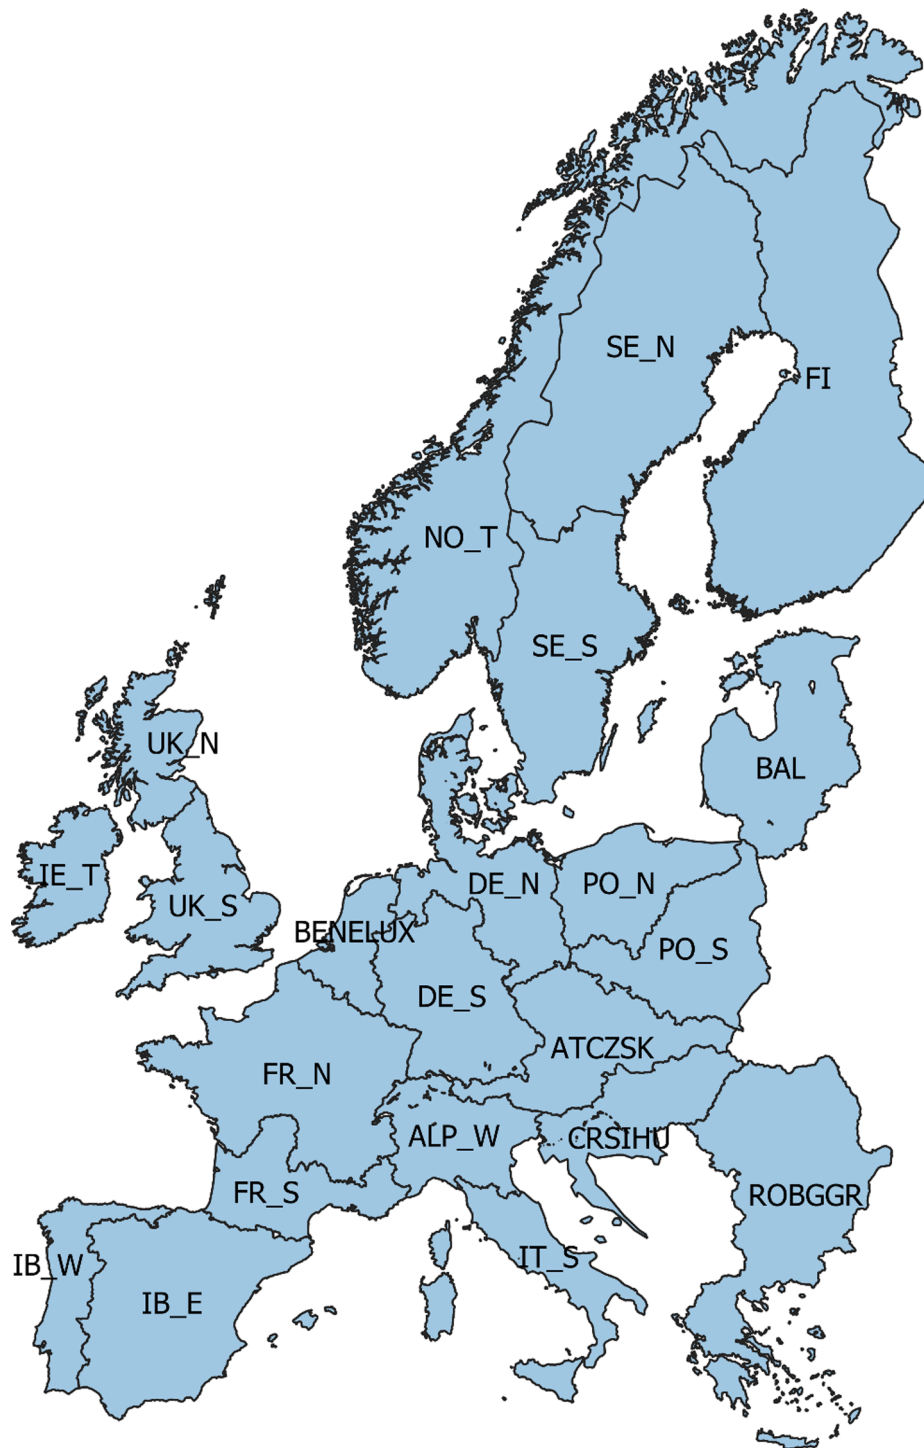 SE_N
FI
NO_T
SE_S
UK_N
BAL
IE_T
DE_N
PO_N
UK_S
BENELUX
PO_S
DE_S
ATCZSK
FR_N
ALP_W
CRSIHU
FR_S
ROBGGR
IT_S
IB_W
IB_E